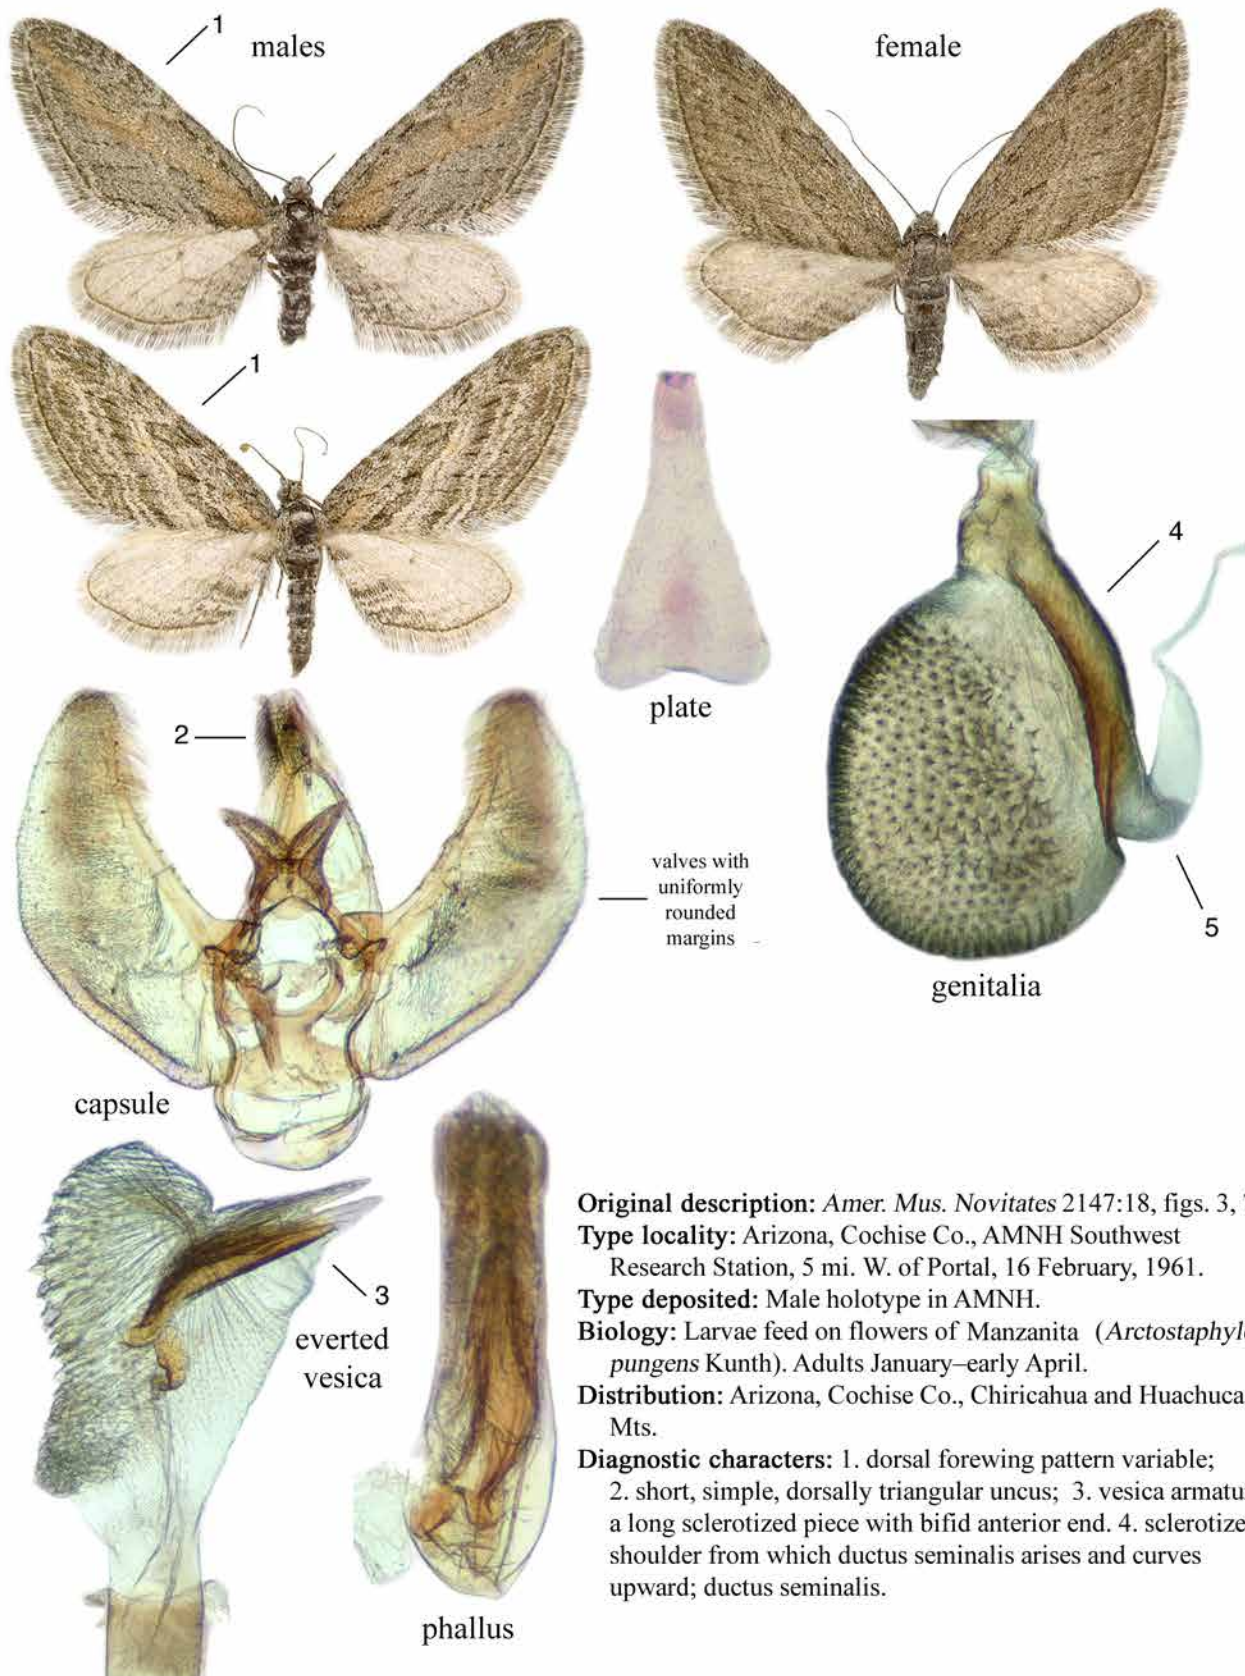 1
males
female
1
4
plate
2
valves with
uniformly
rounded
margins
5
genitalia
capsule
3
everted
vesica
phallus
Original description: Amer. Mus. Novitates 2147:18, figs. 3,
Type locality: Arizona, Cochise Co., AMNH Southwest
Research Station, 5 mi. W. of Portal, 16 February, 1961.
Type deposited: Male holotype in AMNH.
Biology: Larvae feed on flowers of Manzanita (Arctostaphyl
pungens Kunth). Adults January–early April.
Distribution: Arizona, Cochise Co., Chiricahua and Huachuca
Mts.
Diagnostic characters: 1. dorsal forewing pattern variable;
2. short, simple, dorsally triangular uncus; 3. vesica armatu
a long sclerotized piece with bifid anterior end. 4. sclerotize
shoulder from which ductus seminalis arises and curves
upward; ductus seminalis.